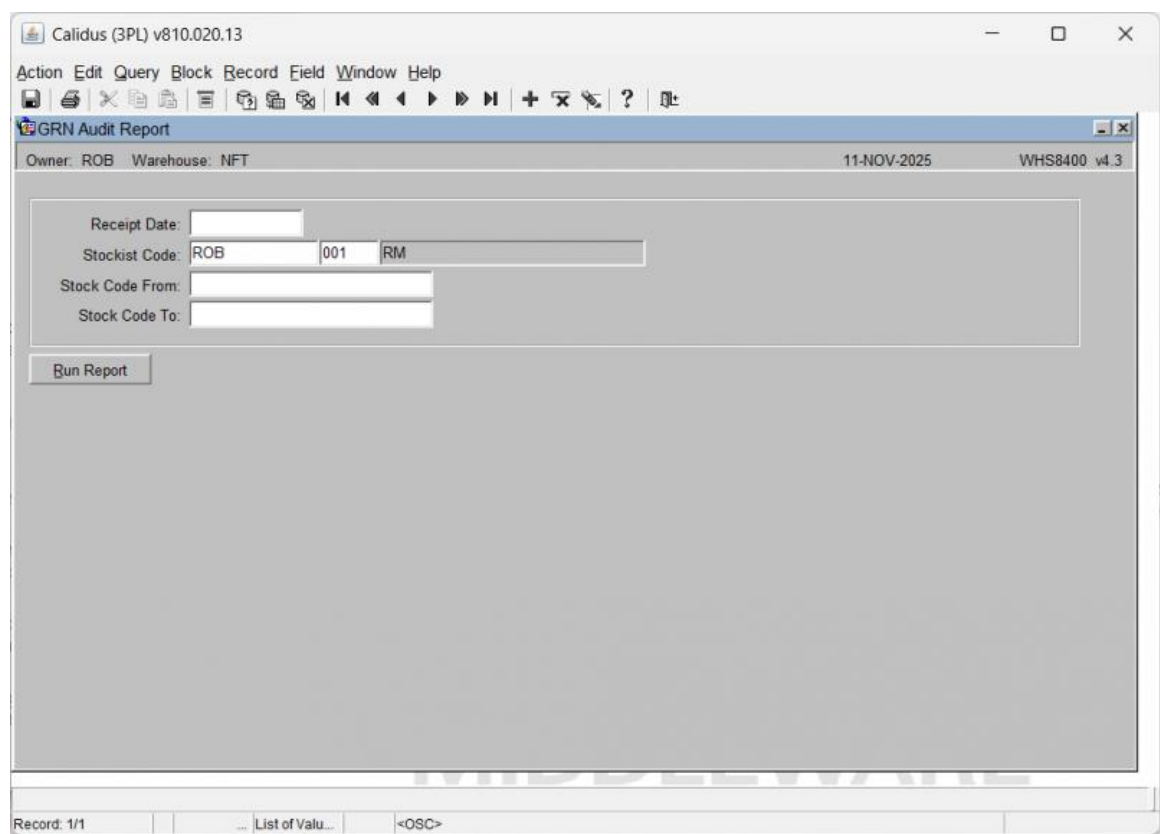 Calidus (3PL) v810.020.13
Action Edit Query Block Record Field Window Help
GRN Audit Report
Owner: ROB Warehouse: NFT 11-NOV-2025 WHS8400 v4.3
Receipt Date:
Stockist Code: ROB 001 RM
Stock Code From:
Stock Code To:
Run Report
MIDDLEWARE
Record: 1/1 ... List of Valu... <OSC>